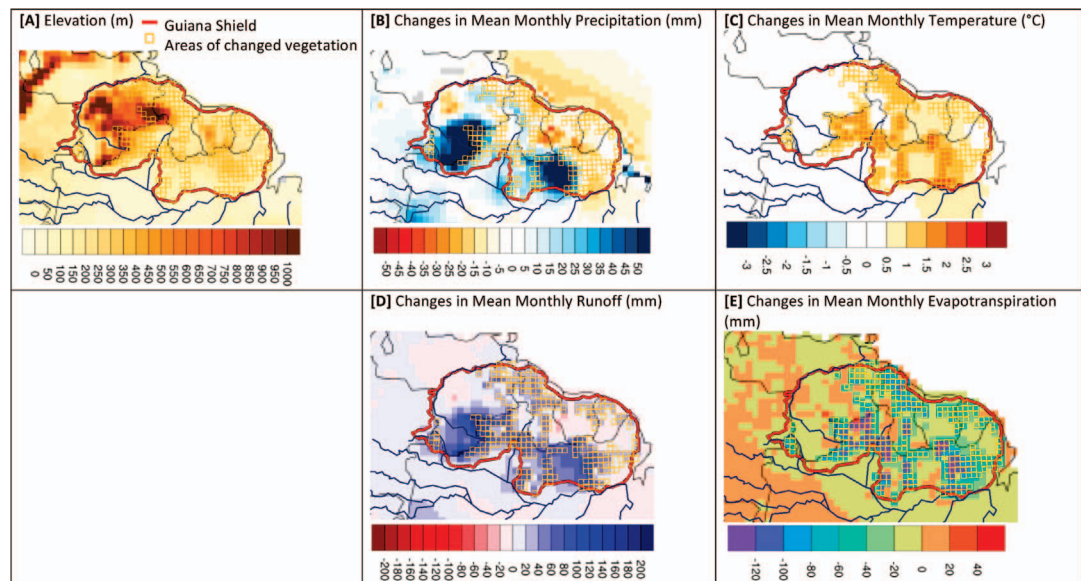 [A] Elevation (m)
Guiana Shield
Areas of changed vegetation
0 50 100 150 200 250 300 350 400 450 500 550 600 650 700 750 800 850 900 950 1000
[B] Changes in Mean Monthly Precipitation (mm)
-50 -45 -40 -35 -30 -25 -20 -15 -10 -5 0 5 10 15 20 25 30 35 40 45 50
[C] Changes in Mean Monthly Temperature (°C)
-3 -2.5 -2 -1.5 -1 -0.5 0 0.5 1 1.5 2 2.5 3
[D] Changes in Mean Monthly Runoff (mm)
-200 -180 -160 -140 -120 -100 -80 -60 -40 -20 0 20 40 60 80 100 120 140 160 180 200
[E] Changes in Mean Monthly Evapotranspiration
(mm)
-120 -100 -80 -60 -40 -20 0 20 40